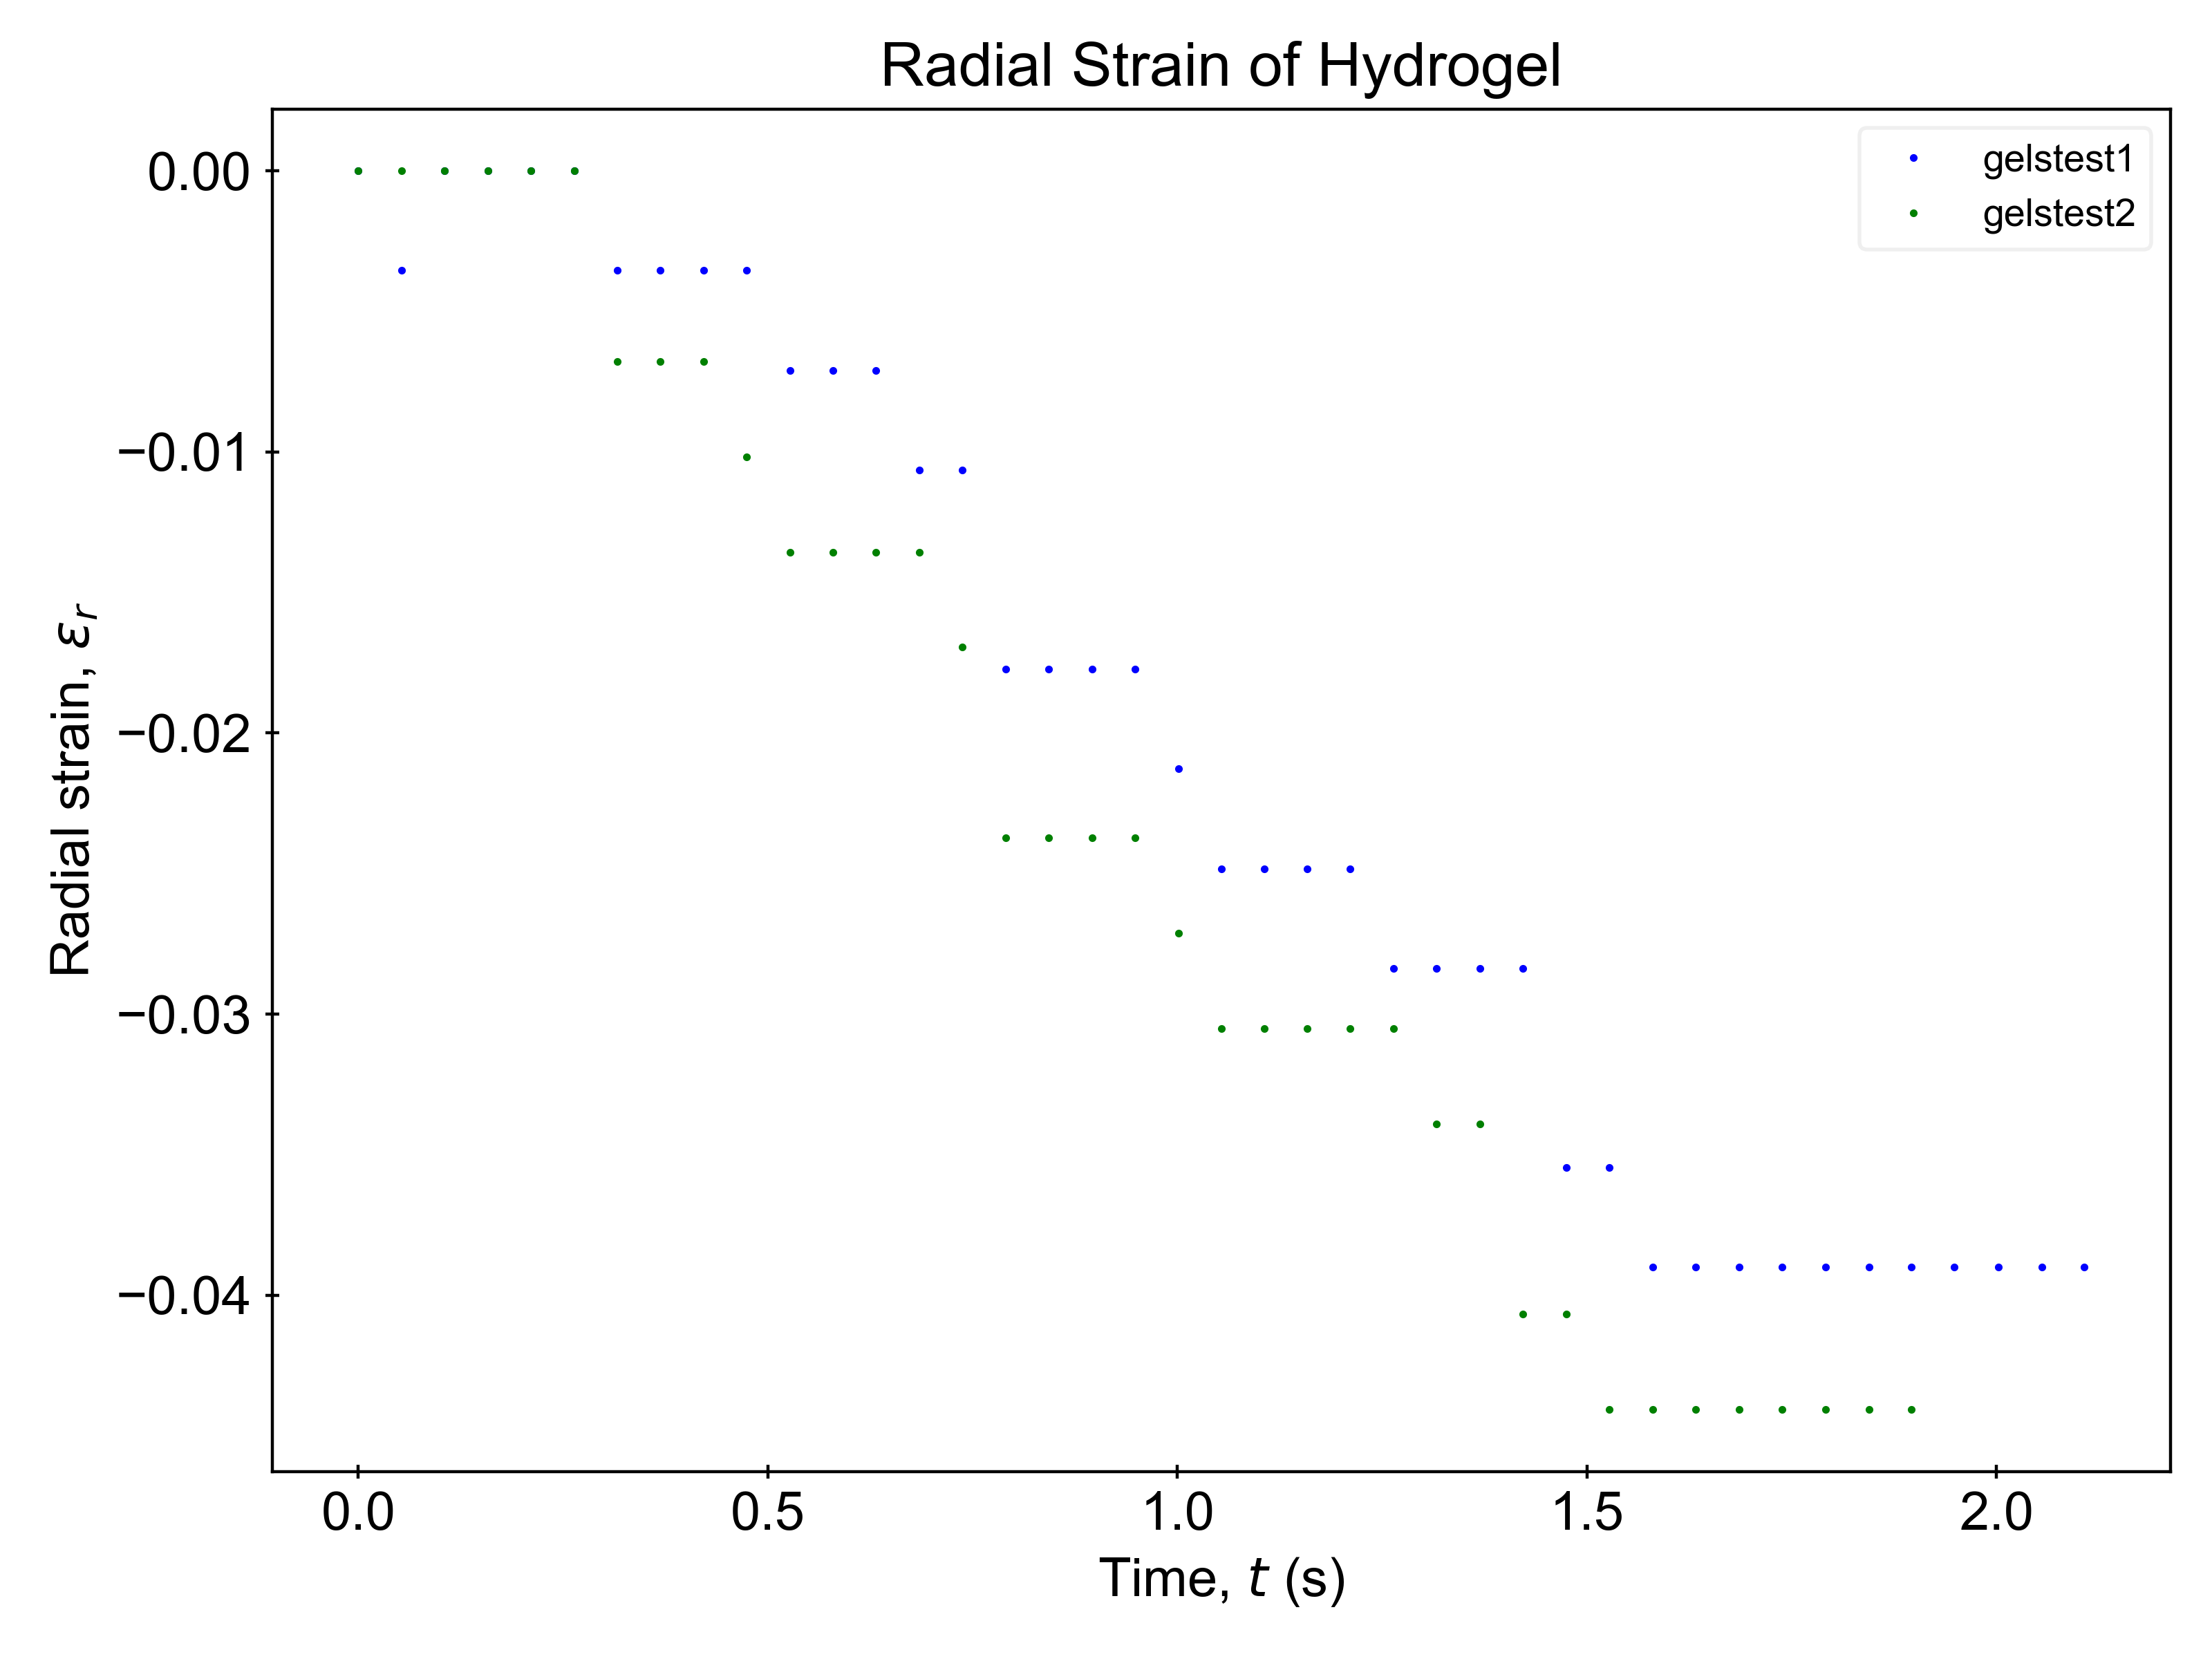 Radial Strain of Hydrogel
gelstest1
gelstest2
0.00
−0.01
−0.02
−0.03
−0.04
Radial strain, εr
0.0 0.5 1.0 1.5 2.0
Time, t (s)